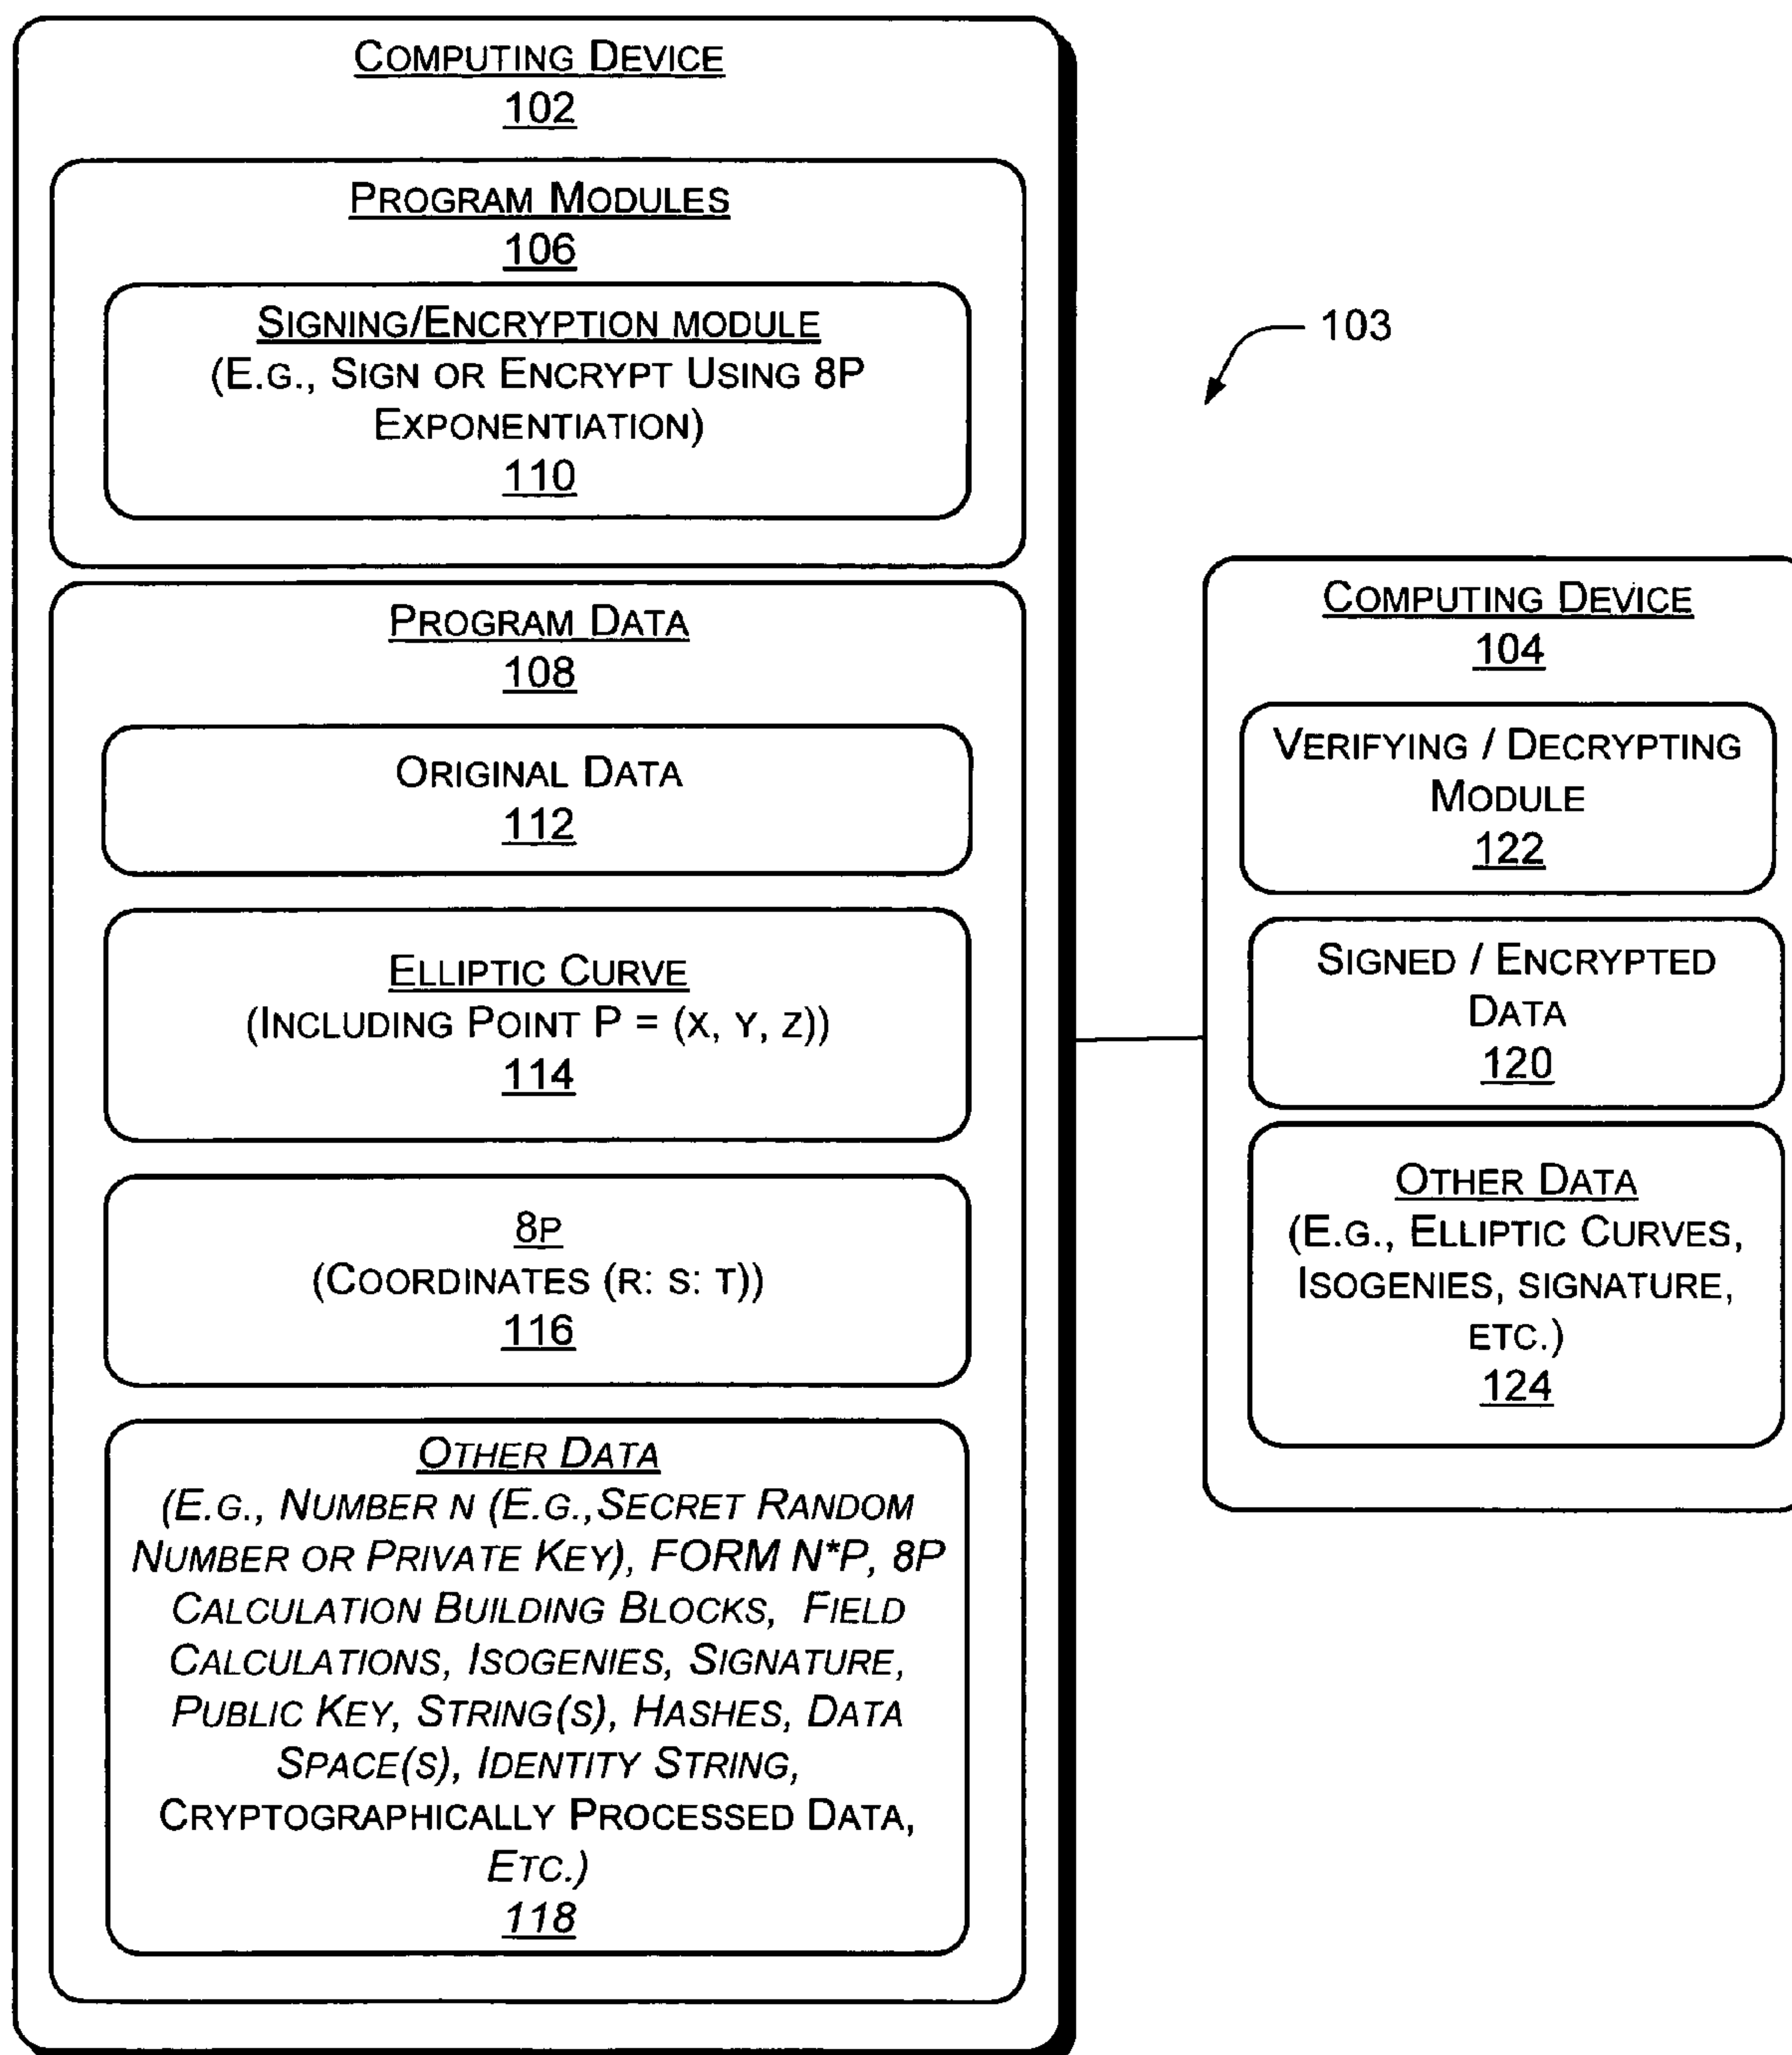 COMPUTING DEVICE
102
PROGRAM MODULES
106
SIGNING/ENCRYPTION MODULE
(E.G., SIGN OR ENCRYPT USING 8P
EXPONENTIATION)
110
PROGRAM DATA
108
ORIGINAL DATA
112
ELLIPTIC CURVE
(INCLUDING POINT P = (X, Y, Z))
114
8P
(COORDINATES (R: S: T))
116
OTHER DATA
(E.G., NUMBER N (E.G.,SECRET RANDOM
NUMBER OR PRIVATE KEY), FORM N*P, 8P
CALCULATION BUILDING BLOCKS, FIELD
CALCULATIONS, ISOGENIES, SIGNATURE,
PUBLIC KEY, STRING(S), HASHES, DATA
SPACE(S), IDENTITY STRING,
CRYPTOGRAPHICALLY PROCESSED DATA,
ETC.)
118
103
COMPUTING DEVICE
104
VERIFYING / DECRYPTING
MODULE
122
SIGNED / ENCRYPTED
DATA
120
OTHER DATA
(E.G., ELLIPTIC CURVES,
ISOGENIES, SIGNATURE,
ETC.)
124